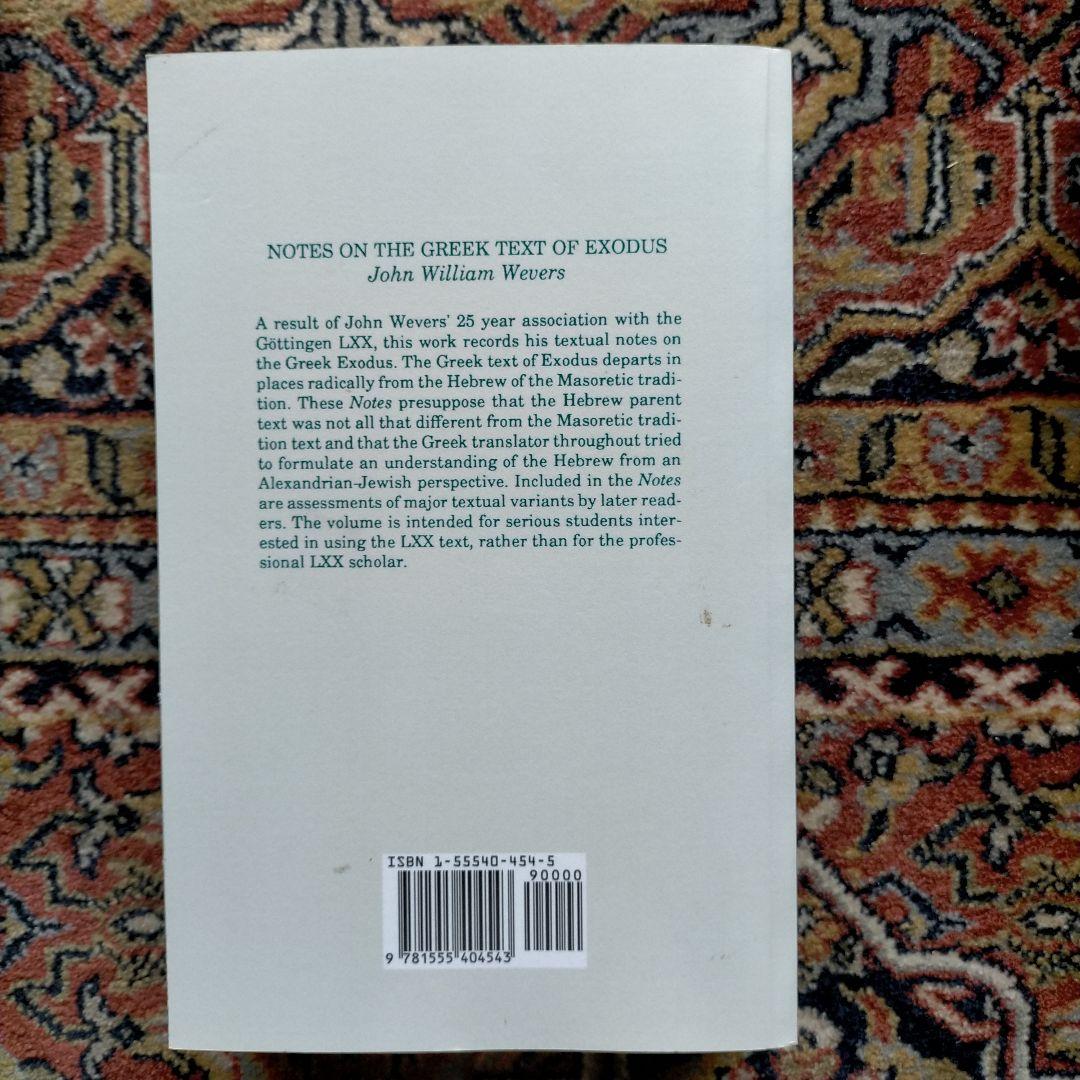 NOTES ON THE GREEK TEXT OF EXODUS
John William Wevers
A result of John Wevers' 25 year association with the
Göttingen LXX, this work records his textual notes on
the Greek Exodus. The Greek text of Exodus departs in
places radically from the Hebrew of the Masoretic tradi-
tion. These Notes presuppose that the Hebrew parent
text was not all that different from the Masoretic tradi-
tion text and that the Greek translator throughout tried
to formulate an understanding of the Hebrew from an
Alexandrian-Jewish perspective. Included in the Notes
are assessments of major textual variants by later read-
ers. The volume is intended for serious students inter-
ested in using the LXX text, rather than for the profes-
sional LXX scholar.
ISBN 1-55540-454-5
90000
9 781555 404543